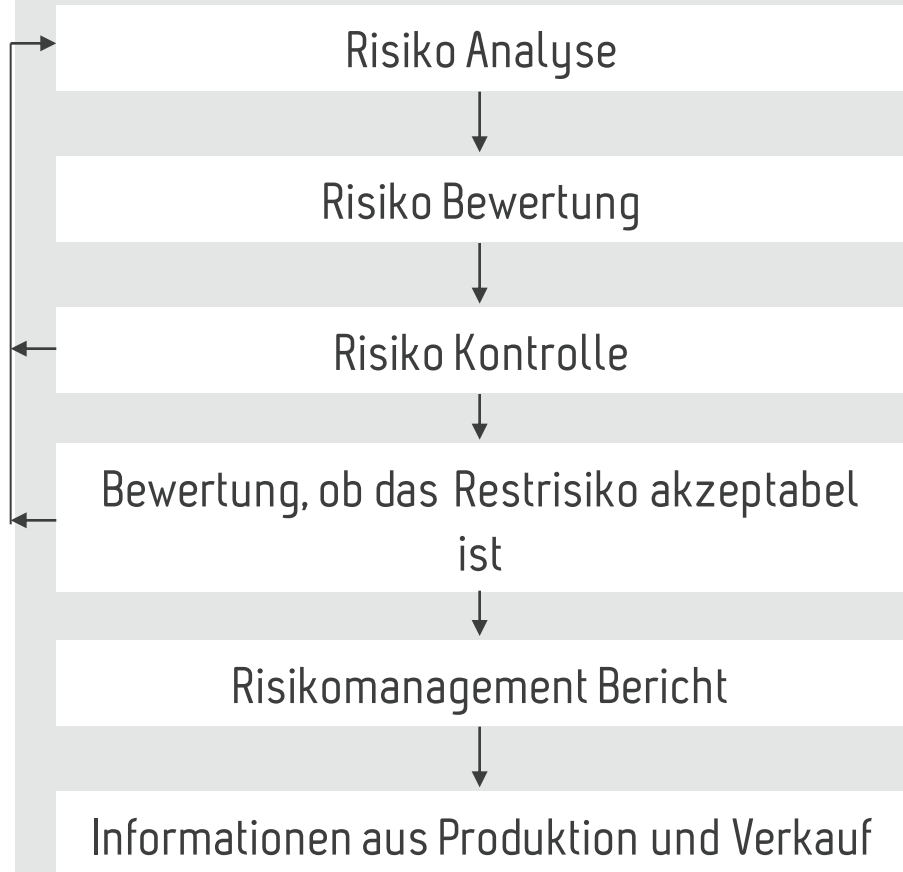 Risiko Analyse
Risiko Bewertung
Risiko Kontrolle
Bewertung, ob das Restrisiko akzeptabel
ist
Risikomanagement Bericht
Informationen aus Produktion und Verkauf